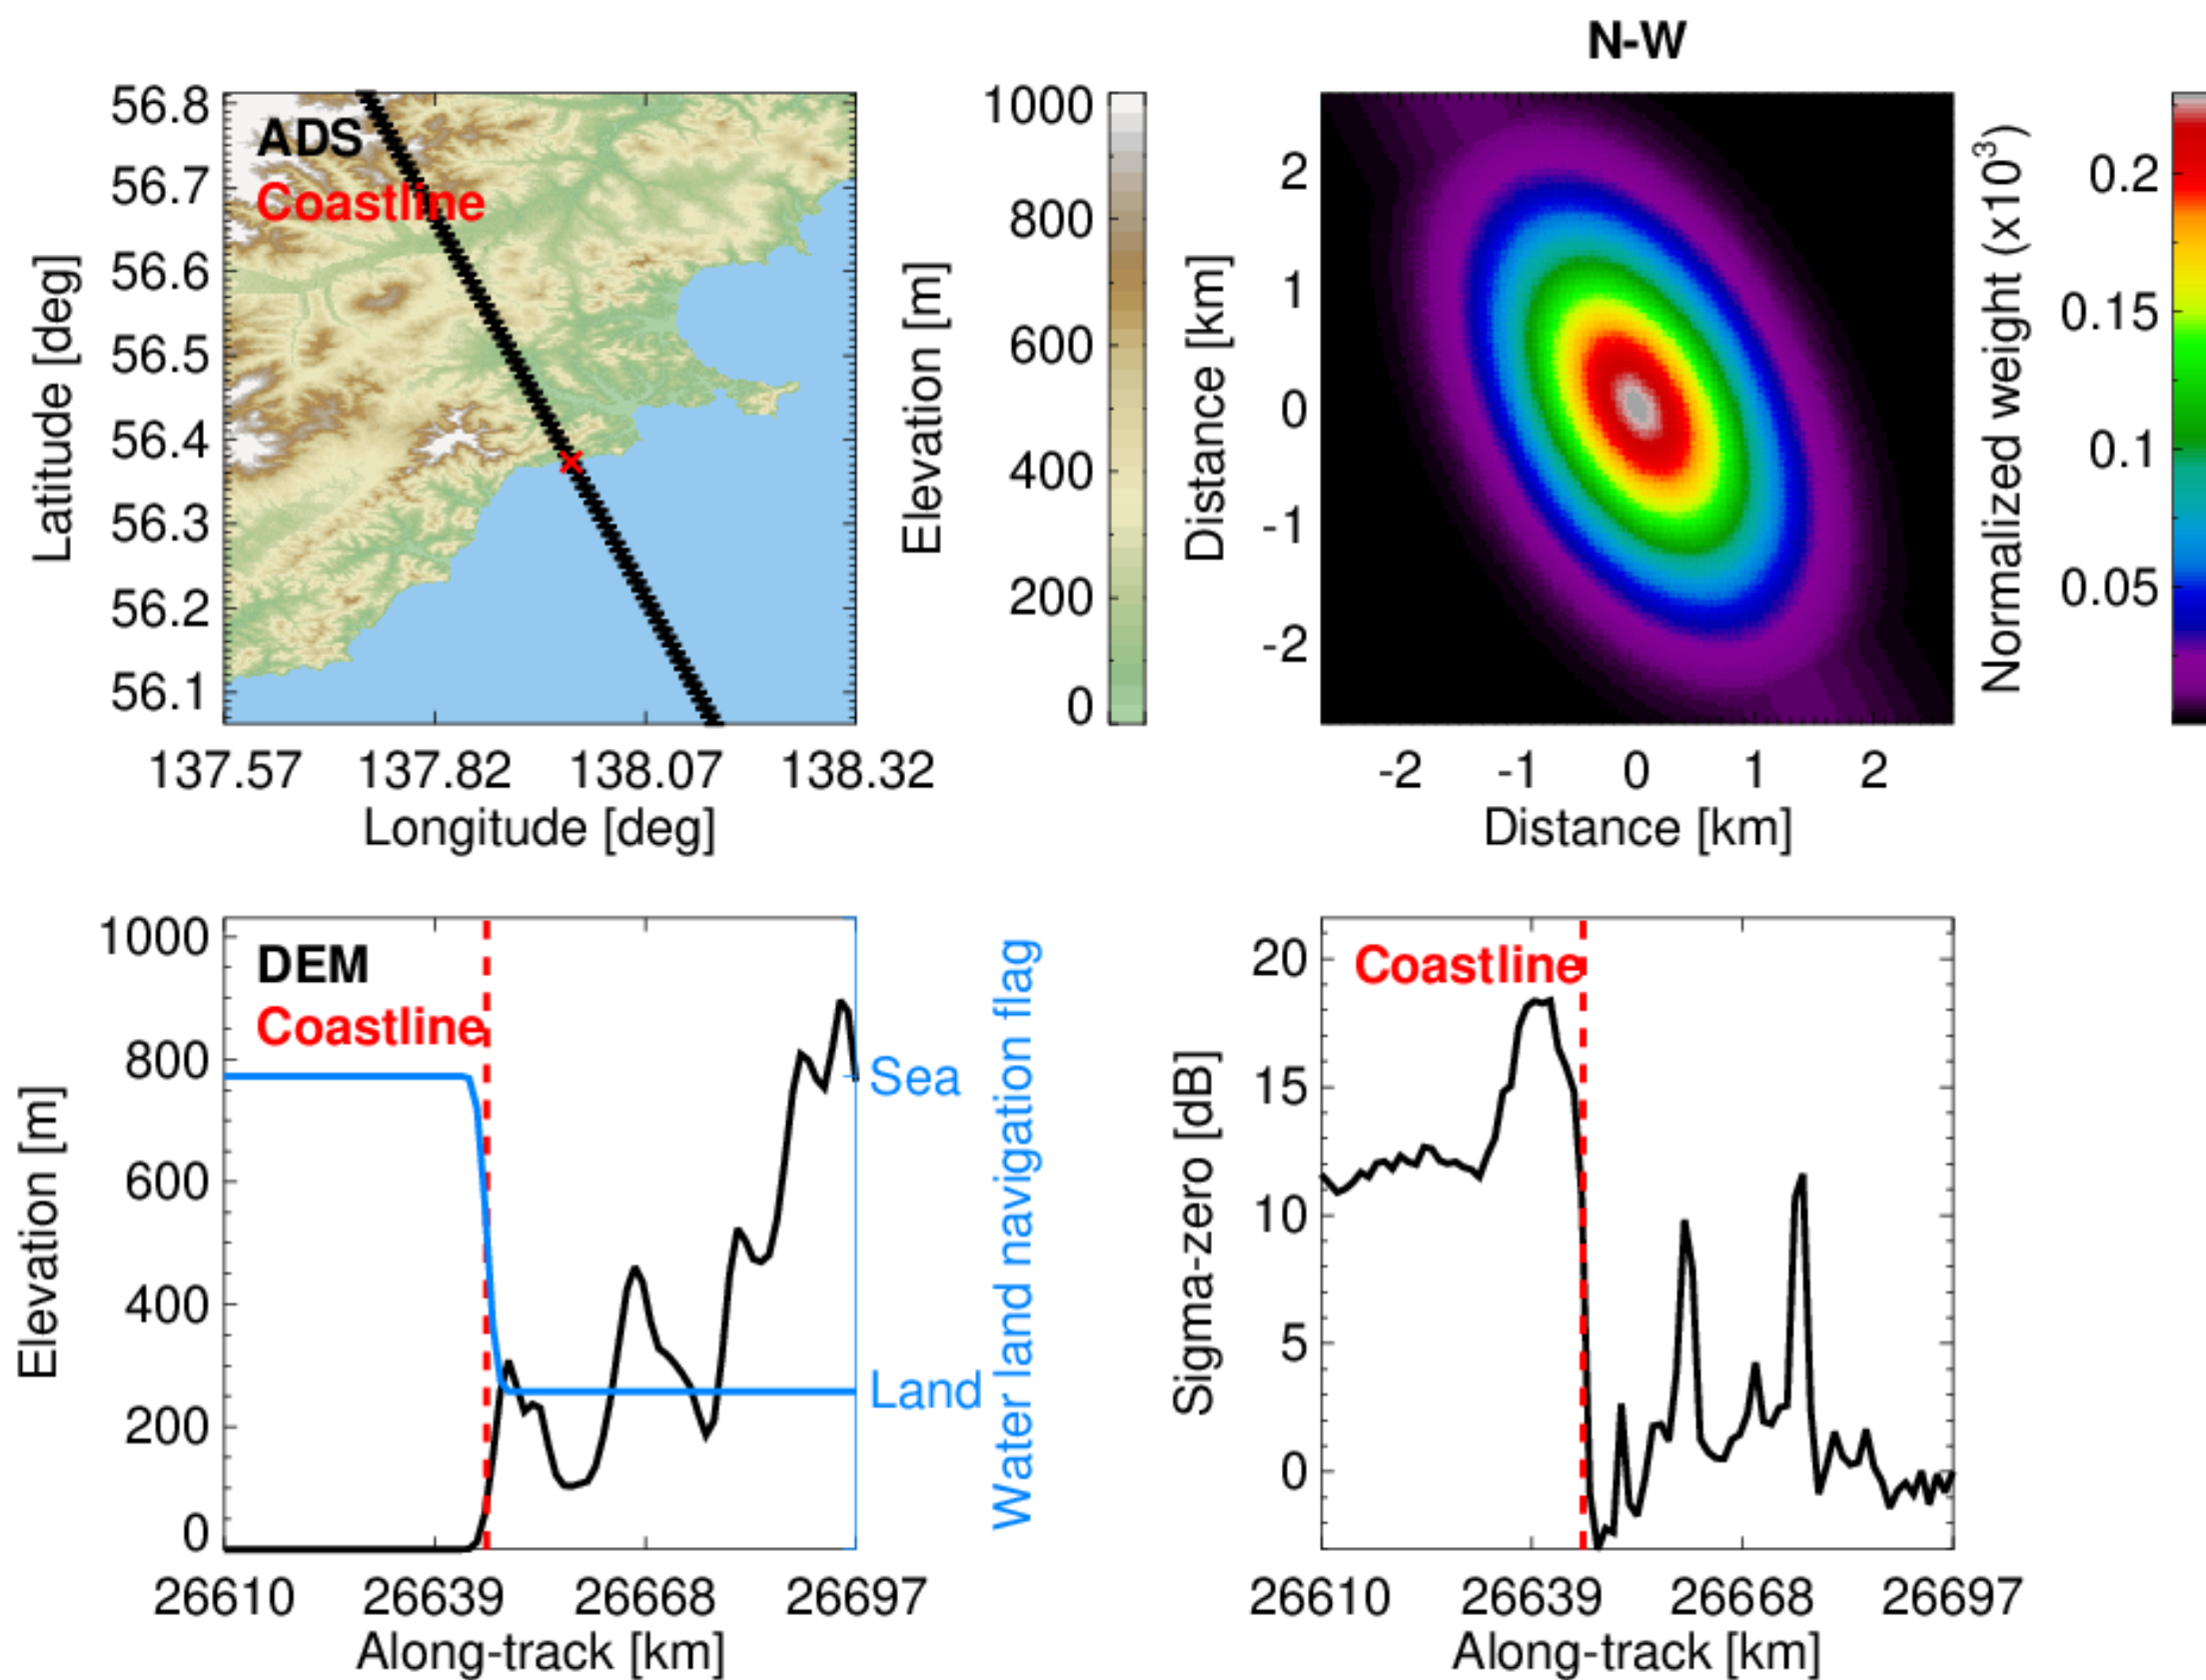 N-W
56.8
56.7
56.6
56.5
56.4
56.3
56.2
56.1
Latitude [deg]
ADS
Coastline
137.57 137.82 138.07 138.32
Longitude [deg]
Elevation [m]
1000
800
600
400
200
0
Distance [km]
2
1
0
-1
-2
-2 -1 0 1 2
Distance [km]
Normalized weight (x10³)
0.2
0.15
0.1
0.05
1000
800
600
400
200
0
Elevation [m]
DEM
Coastline
Sea
Land
Water land navigation flag
26610 26639 26668 26697
Along-track [km]
Sigma-zero [dB]
20
15
10
5
0
Coastline
26610 26639 26668 26697
Along-track [km]